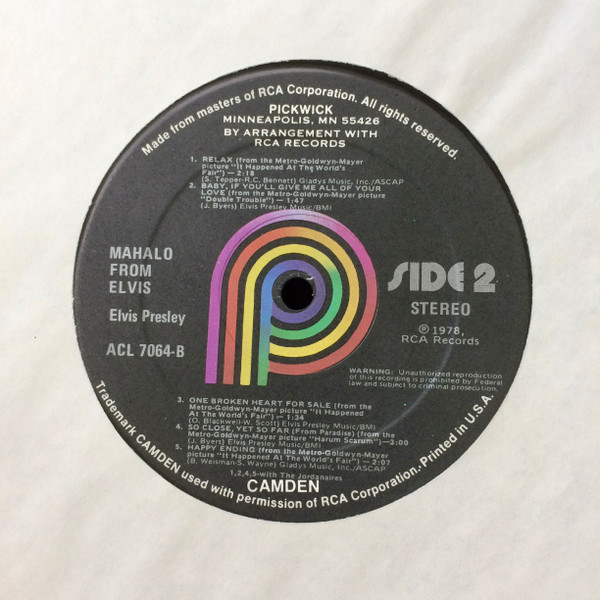 Made from masters of RCA Corporation. All rights reserved.
PICKWICK
MINNEAPOLIS, MN 55426
BY ARRANGEMENT WITH
RCA RECORDS
1. RELAX (from the Metro-Goldwyn-Mayer
picture "It Happened At The World's
Fair") — 2:18
(S. Tepper-R.C. Bennett) Gladys Music, Inc./ASCAP
2. BABY, IF YOU'LL GIVE ME ALL OF YOUR
LOVE (from the Metro-Goldwyn-Mayer picture
"Double Trouble") — 1:47
(J. Byers) Elvis Presley Music/BMI
MAHALO
FROM
ELVIS
Elvis Presley
ACL 7064-B
SIDE 2
STEREO
℗ 1978,
RCA Records
WARNING: Unauthorized reproduction
of this recording is prohibited by Federal
law and subject to criminal prosecution.
3. ONE BROKEN HEART FOR SALE (from the
Metro-Goldwyn-Mayer picture "It Happened
At The World's Fair") — 1:34
(O. Blackwell-W. Scott) Elvis Presley Music/BMI
4. SO CLOSE, YET SO FAR (From Paradise) (from the
Metro-Goldwyn-Mayer picture "Harum Scarum")—3:00
(J. Byers) Elvis Presley Music/BMI
5. HAPPY ENDING (from the Metro-Goldwyn-Mayer
picture "It Happened At The World's Fair") — 2:07
(B. Weisman-S. Wayne) Gladys Music, Inc./ASCAP
1,2,4,5-with The Jordanaires
CAMDEN
Trademark CAMDEN used with permission of RCA Corporation. Printed in U.S.A.